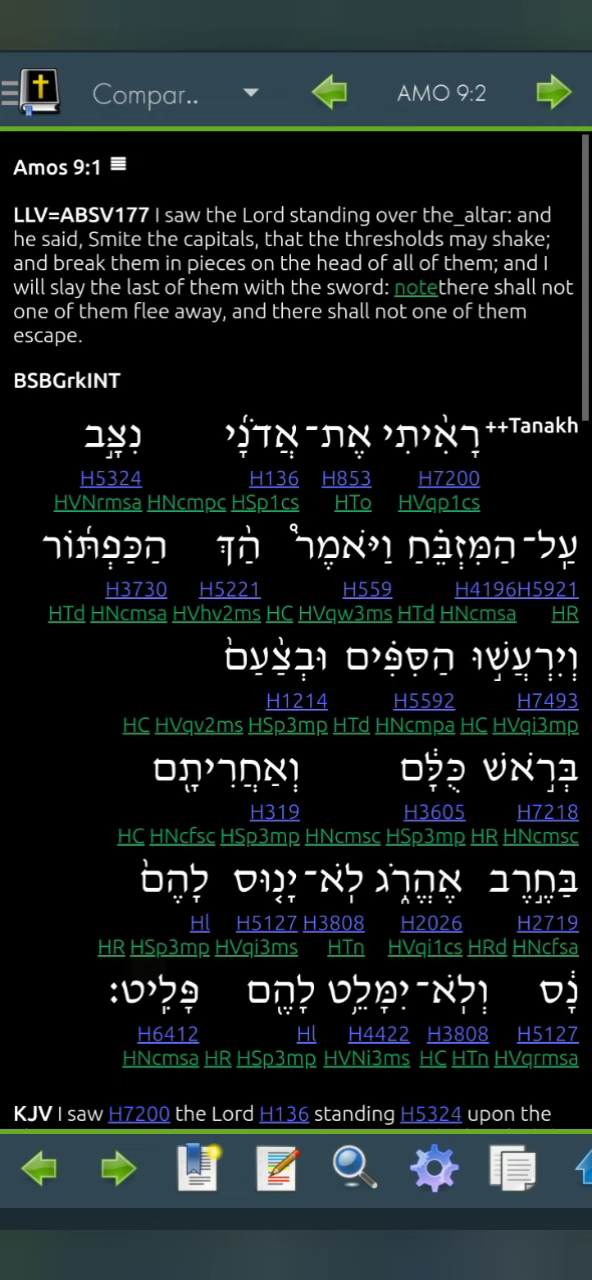 Compar..
AMO 9:2
Amos 9:1
LLV=ABSV177 I saw the Lord standing over the_altar: and
he said, Smite the capitals, that the thresholds may shake;
and break them in pieces on the head of all of them; and I
will slay the last of them with the sword: notethere shall not
one of them flee away, and there shall not one of them
escape.
BSBGrkINT
++Tanakh רָאִ֨יתִי אֶת־אֲדֹנָ֜י נִצָּ֣ב
H5324 H136 H853 H7200
HVNrmsa HNcmpc HSp1cs HTo HVqp1cs
עַֽל־הַמִּזְבֵּ֗חַ וַיֹּאמֶר֩ הַ֨ךְ הַכַּפְתּ֜וֹר
H3730 H5221 H559 H4196H5921
HTd HNcmsa HVhv2ms HC HVqw3ms HTd HNcmsa HR
וְיִרְעֲשׁ֣וּ הַסִּפִּ֗ים וּבְצַ֙עַם֙
H1214 H5592 H7493
HC HVqv2ms HSp3mp HTd HNcmpa HC HVqi3mp
בְּרֹ֣אשׁ כֻּלָּ֔ם וְאַחֲרִיתָ֖ם
H319 H3605 H7218
HC HNcfsc HSp3mp HNcmsc HSp3mp HR HNcmsc
בַּחֶ֣רֶב אֶהֱרֹ֑ג לֹֽא־יָנ֤וּס לָהֶם֙
Hl H5127 H3808 H2026 H2719
HR HSp3mp HVqi3ms HTn HVqi1cs HRd HNcfsa
נָ֔ס וְלֹֽא־יִמָּלֵ֥ט לָהֶ֖ם פָּלִֽיט׃
H6412 Hl H4422 H3808 H5127
HNcmsa HR HSp3mp HVNi3ms HC HTn HVqrmsa
KJV I saw H7200 the Lord H136 standing H5324 upon the